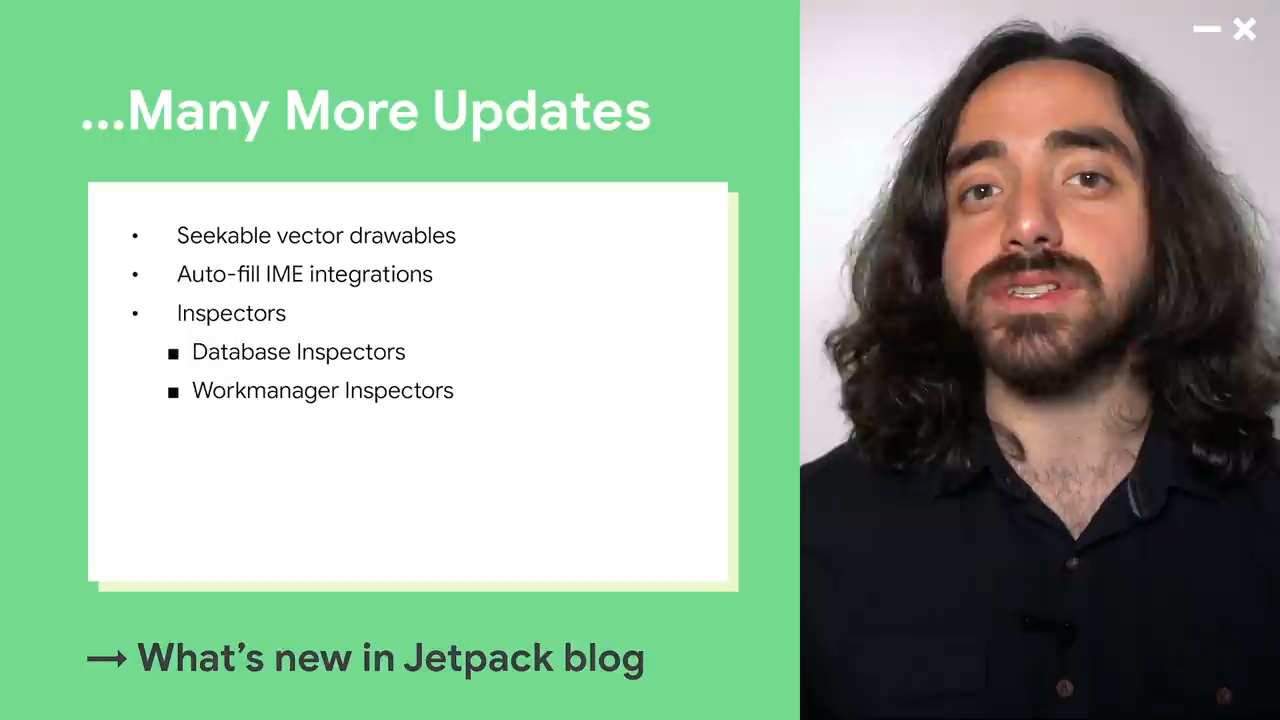 ...Many More Updates
• Seekable vector drawables
• Auto-fill IME integrations
• Inspectors
▪ Database Inspectors
▪ Workmanager Inspectors
→ What's new in Jetpack blog